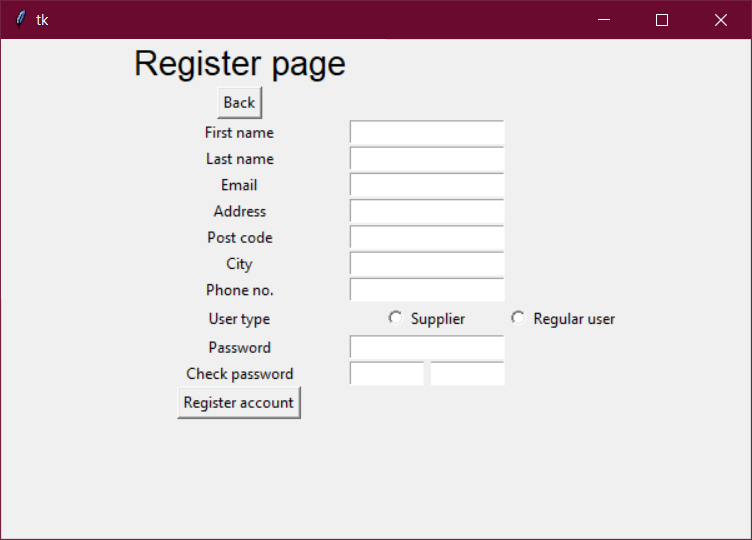 tk
Register page
Back
First name
Last name
Email
Address
Post code
City
Phone no.
User type Supplier Regular user
Password
Check password
Register account